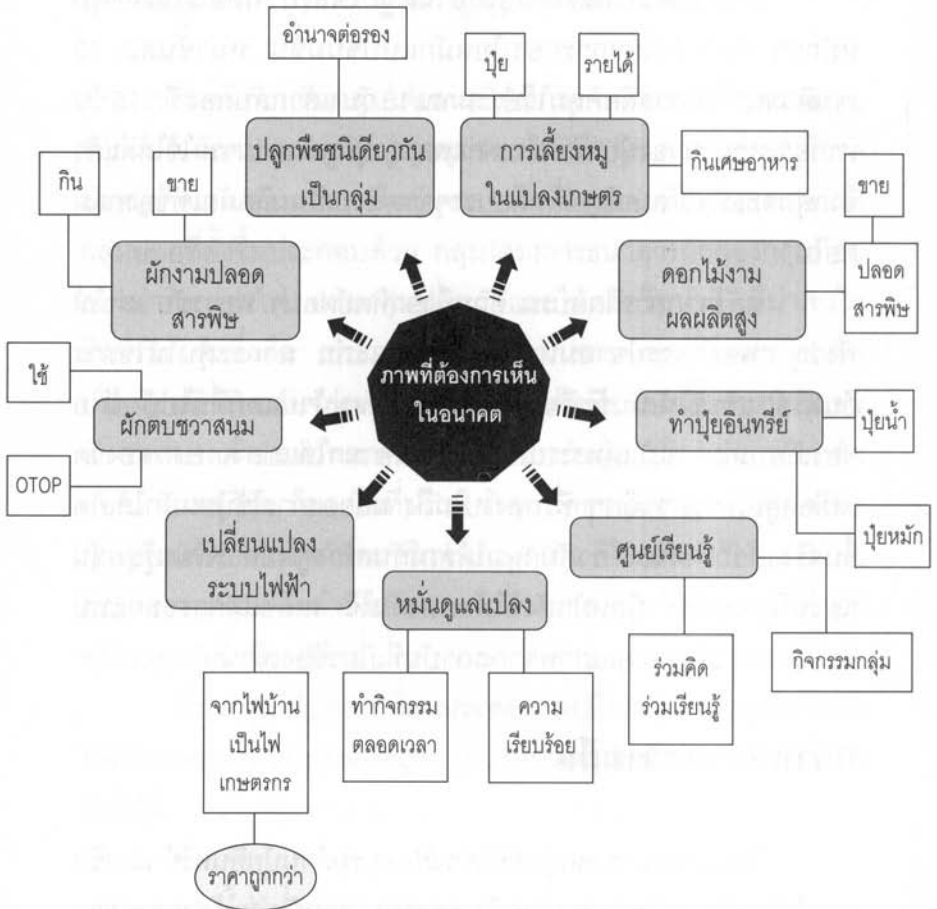 อำนาจต่อรอง
ปุ๋ย
รายได้
ปลูกพืชชนิเดียวกัน
เป็นกลุ่ม
การเลี้ยงหมู
ในแปลงเกษตร
กินเศษอาหาร
กิน
ขาย
ขาย
ผักงามปลอด
สารพิษ
ดอกไม้งาม
ผลผลิตสูง
ปลอด
สารพิษ
ภาพที่ต้องการเห็น
ในอนาคต
ใช้
ผักตบชวาสนม
OTOP
ทำปุ๋ยอินทรีย์
ปุ๋ยน้ำ
ปุ๋ยหมัก
เปลี่ยนแปลง
ระบบไฟฟ้า
หมั่นดูแลแปลง
ศูนย์เรียนรู้
จากไฟบ้าน
เป็นไฟ
เกษตรกร
ทำกิจกรรม
ตลอดเวลา
ความ
เรียบร้อย
ร่วมคิด
ร่วมเรียนรู้
กิจกรรมกลุ่ม
ราคาถูกกว่า